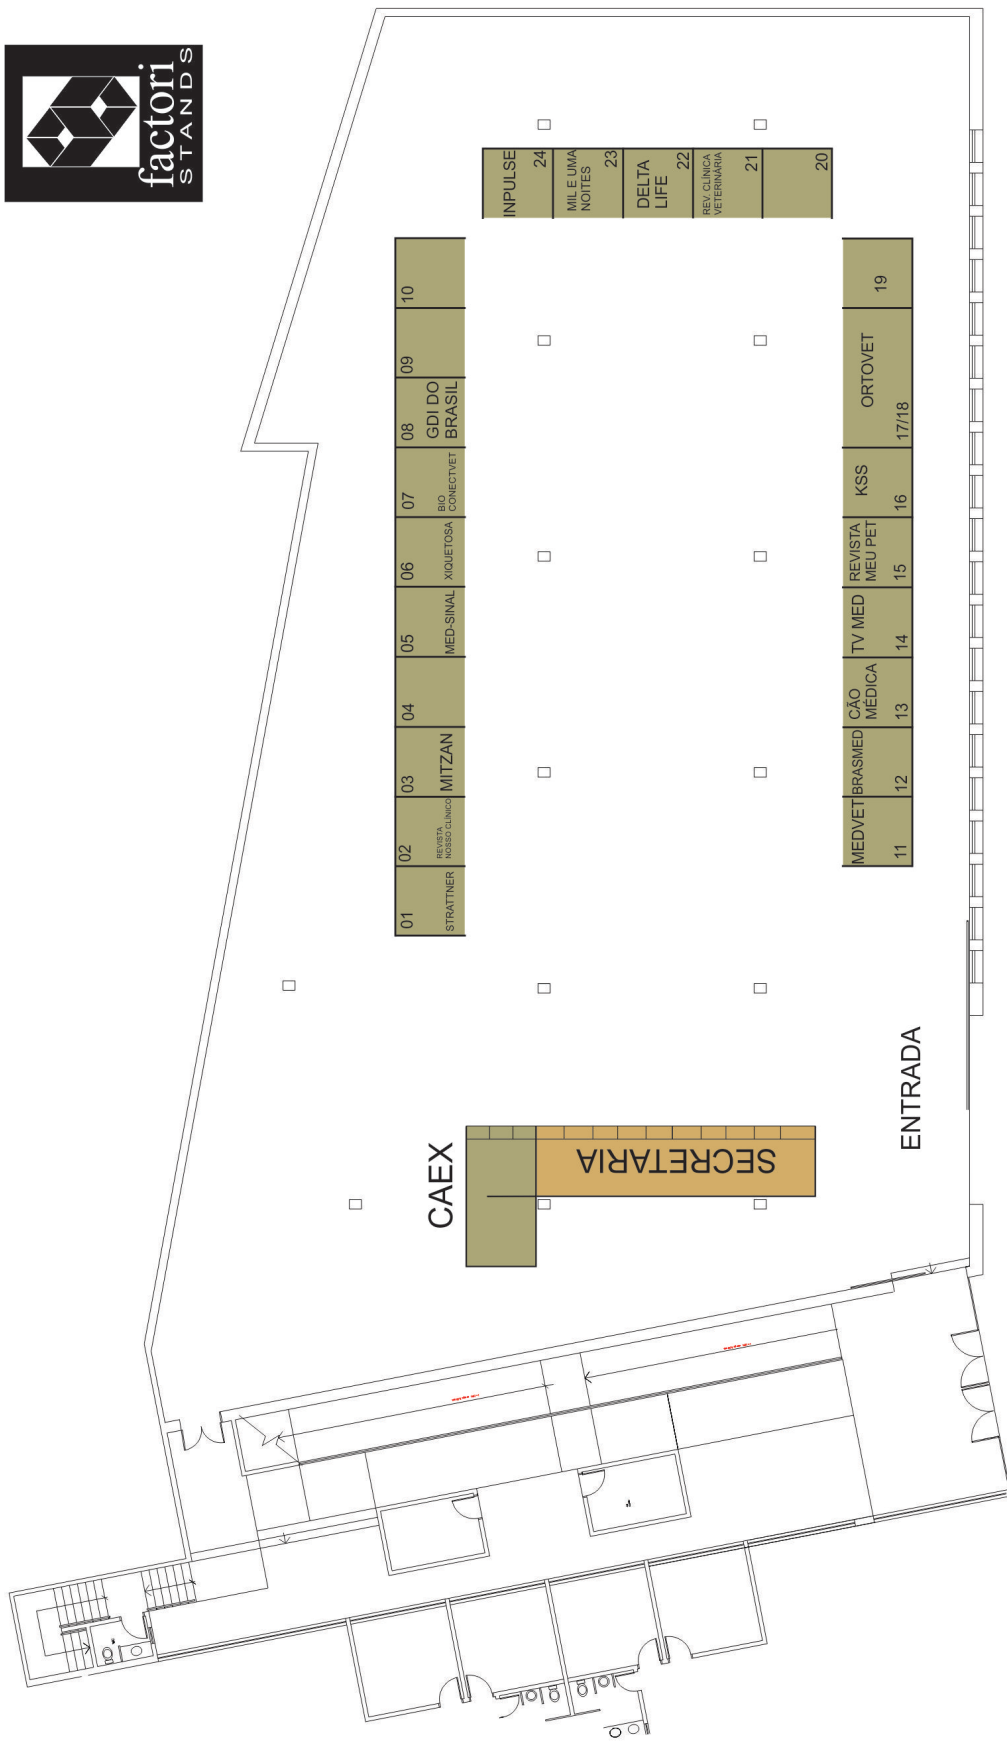 factori
STANDS
INPULSE
24
MIL E UMA
NOITES
23
DELTA
LIFE
22
REV. CLÍNICA
VETERINÁRIA
21
20
10
09
08
GDI DO
BRASIL
07
BIO
CONECTVET
06
XIQUETOSA
05
MED-SINAL
04
03
MITZAN
02
REVISTA
NOSSO CLÍNICO
01
STRATTNER
19
ORTOVET
17/18
KSS
16
REVISTA
MEU PET
15
TV MED
14
CÃO
MÉDICA
13
BRASMED
12
MEDVET
11
ENTRADA
CAEX
SECRETARIA